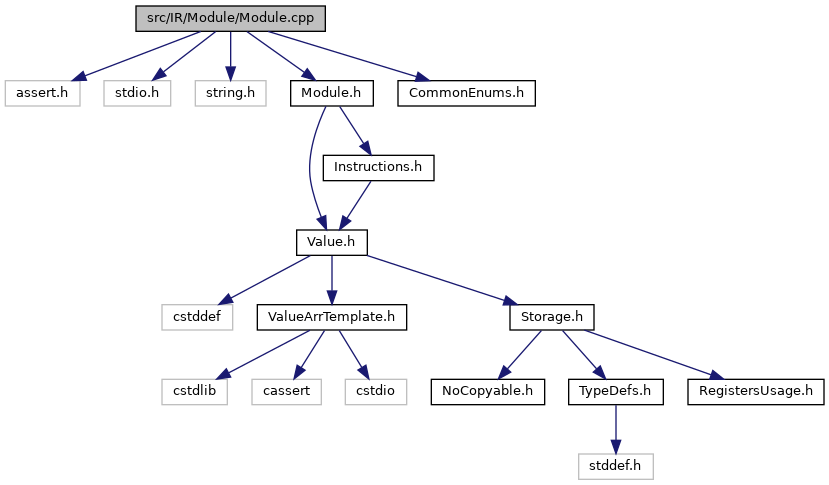 src/IR/Module/Module.cpp
assert.h
stdio.h
string.h
Module.h
CommonEnums.h
Instructions.h
Value.h
cstddef
ValueArrTemplate.h
Storage.h
cstdlib
cassert
cstdio
NoCopyable.h
TypeDefs.h
RegistersUsage.h
stddef.h